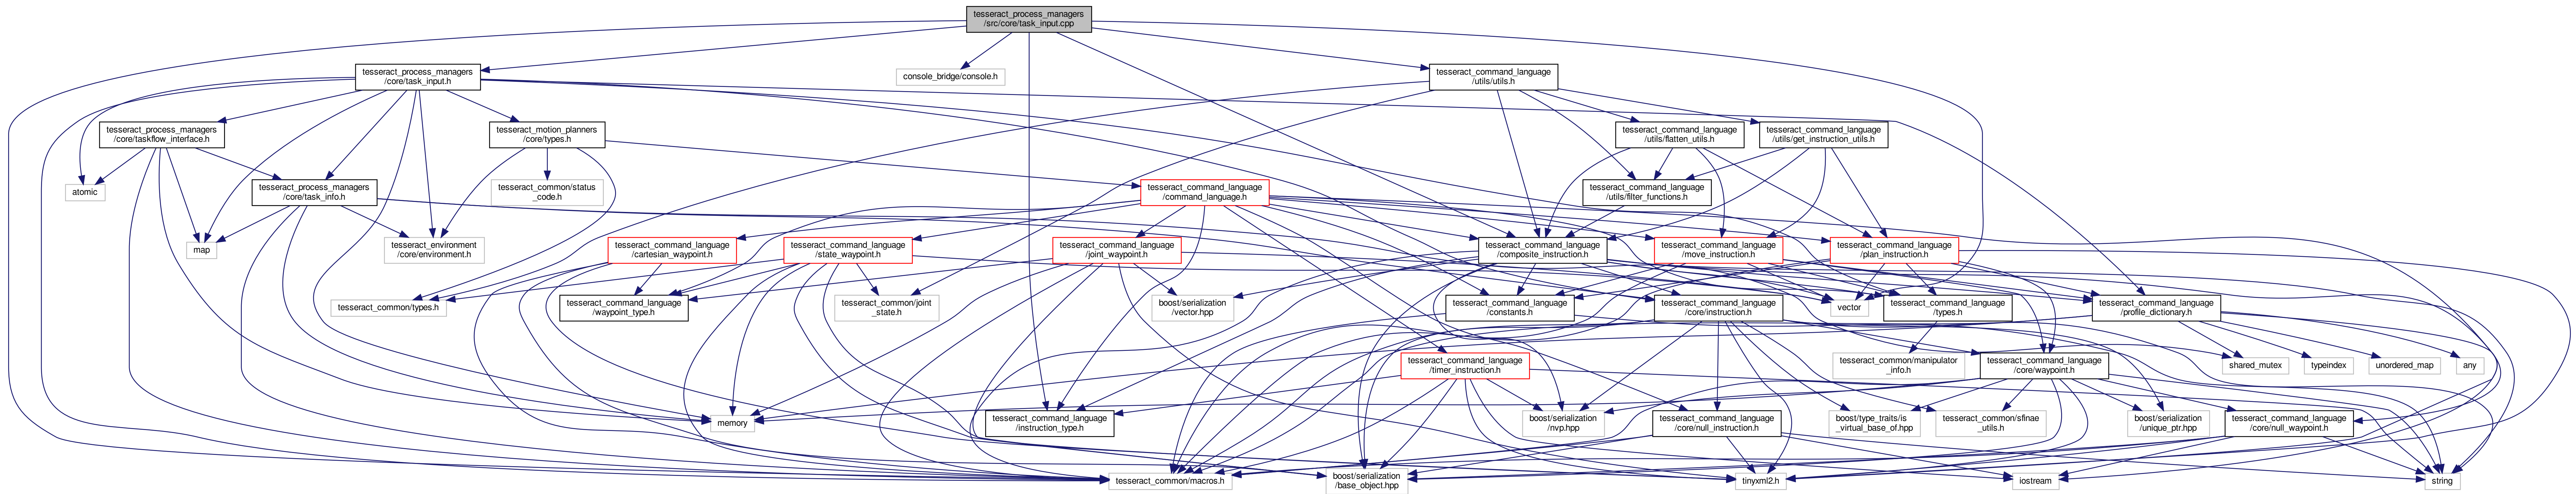 tesseract_process_managers
/src/core/task_input.cpp
tesseract_process_managers
/core/task_input.h
console_bridge/console.h
tesseract_command_language
/utils/utils.h
tesseract_process_managers
/core/taskflow_interface.h
tesseract_motion_planners
/core/types.h
tesseract_command_language
/utils/flatten_utils.h
tesseract_command_language
/utils/get_instruction_utils.h
atomic
tesseract_process_managers
/core/task_info.h
tesseract_common/status
_code.h
tesseract_command_language
/command_language.h
tesseract_command_language
/utils/filter_functions.h
map
tesseract_environment
/core/environment.h
tesseract_command_language
/cartesian_waypoint.h
tesseract_command_language
/state_waypoint.h
tesseract_command_language
/joint_waypoint.h
tesseract_command_language
/composite_instruction.h
tesseract_command_language
/move_instruction.h
tesseract_command_language
/plan_instruction.h
tesseract_common/types.h
tesseract_command_language
/waypoint_type.h
tesseract_common/joint
_state.h
boost/serialization
/vector.hpp
tesseract_command_language
/constants.h
tesseract_command_language
/core/instruction.h
vector
tesseract_command_language
/types.h
tesseract_command_language
/profile_dictionary.h
tesseract_command_language
/timer_instruction.h
tesseract_common/manipulator
_info.h
tesseract_command_language
/core/waypoint.h
shared_mutex
typeindex
unordered_map
any
memory
tesseract_command_language
/instruction_type.h
boost/serialization
/nvp.hpp
tesseract_command_language
/core/null_instruction.h
boost/type_traits/is
_virtual_base_of.hpp
tesseract_common/sfinae
_utils.h
boost/serialization
/unique_ptr.hpp
tesseract_command_language
/core/null_waypoint.h
tesseract_common/macros.h
boost/serialization
/base_object.hpp
tinyxml2.h
iostream
string